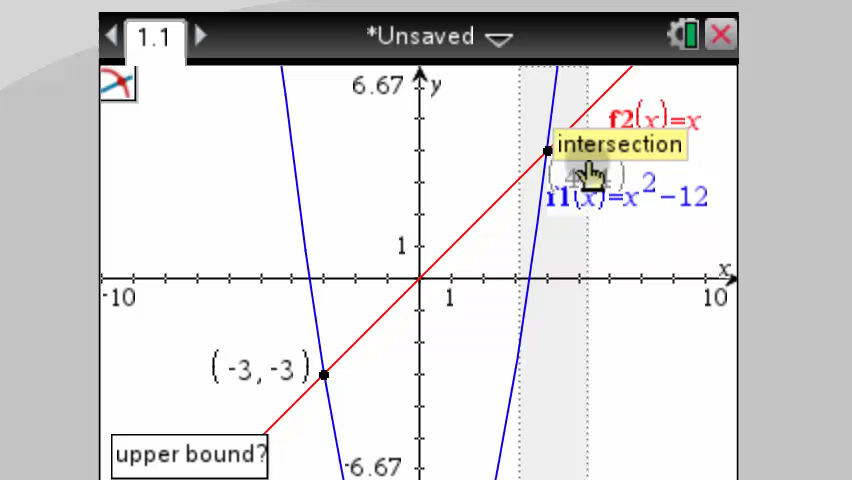 1.1
*Unsaved
6.67
y
f2(x)=x
intersection
f1(x)=x²-12
1
x
-10
1
10
(-3,-3)
upper bound?
-6.67